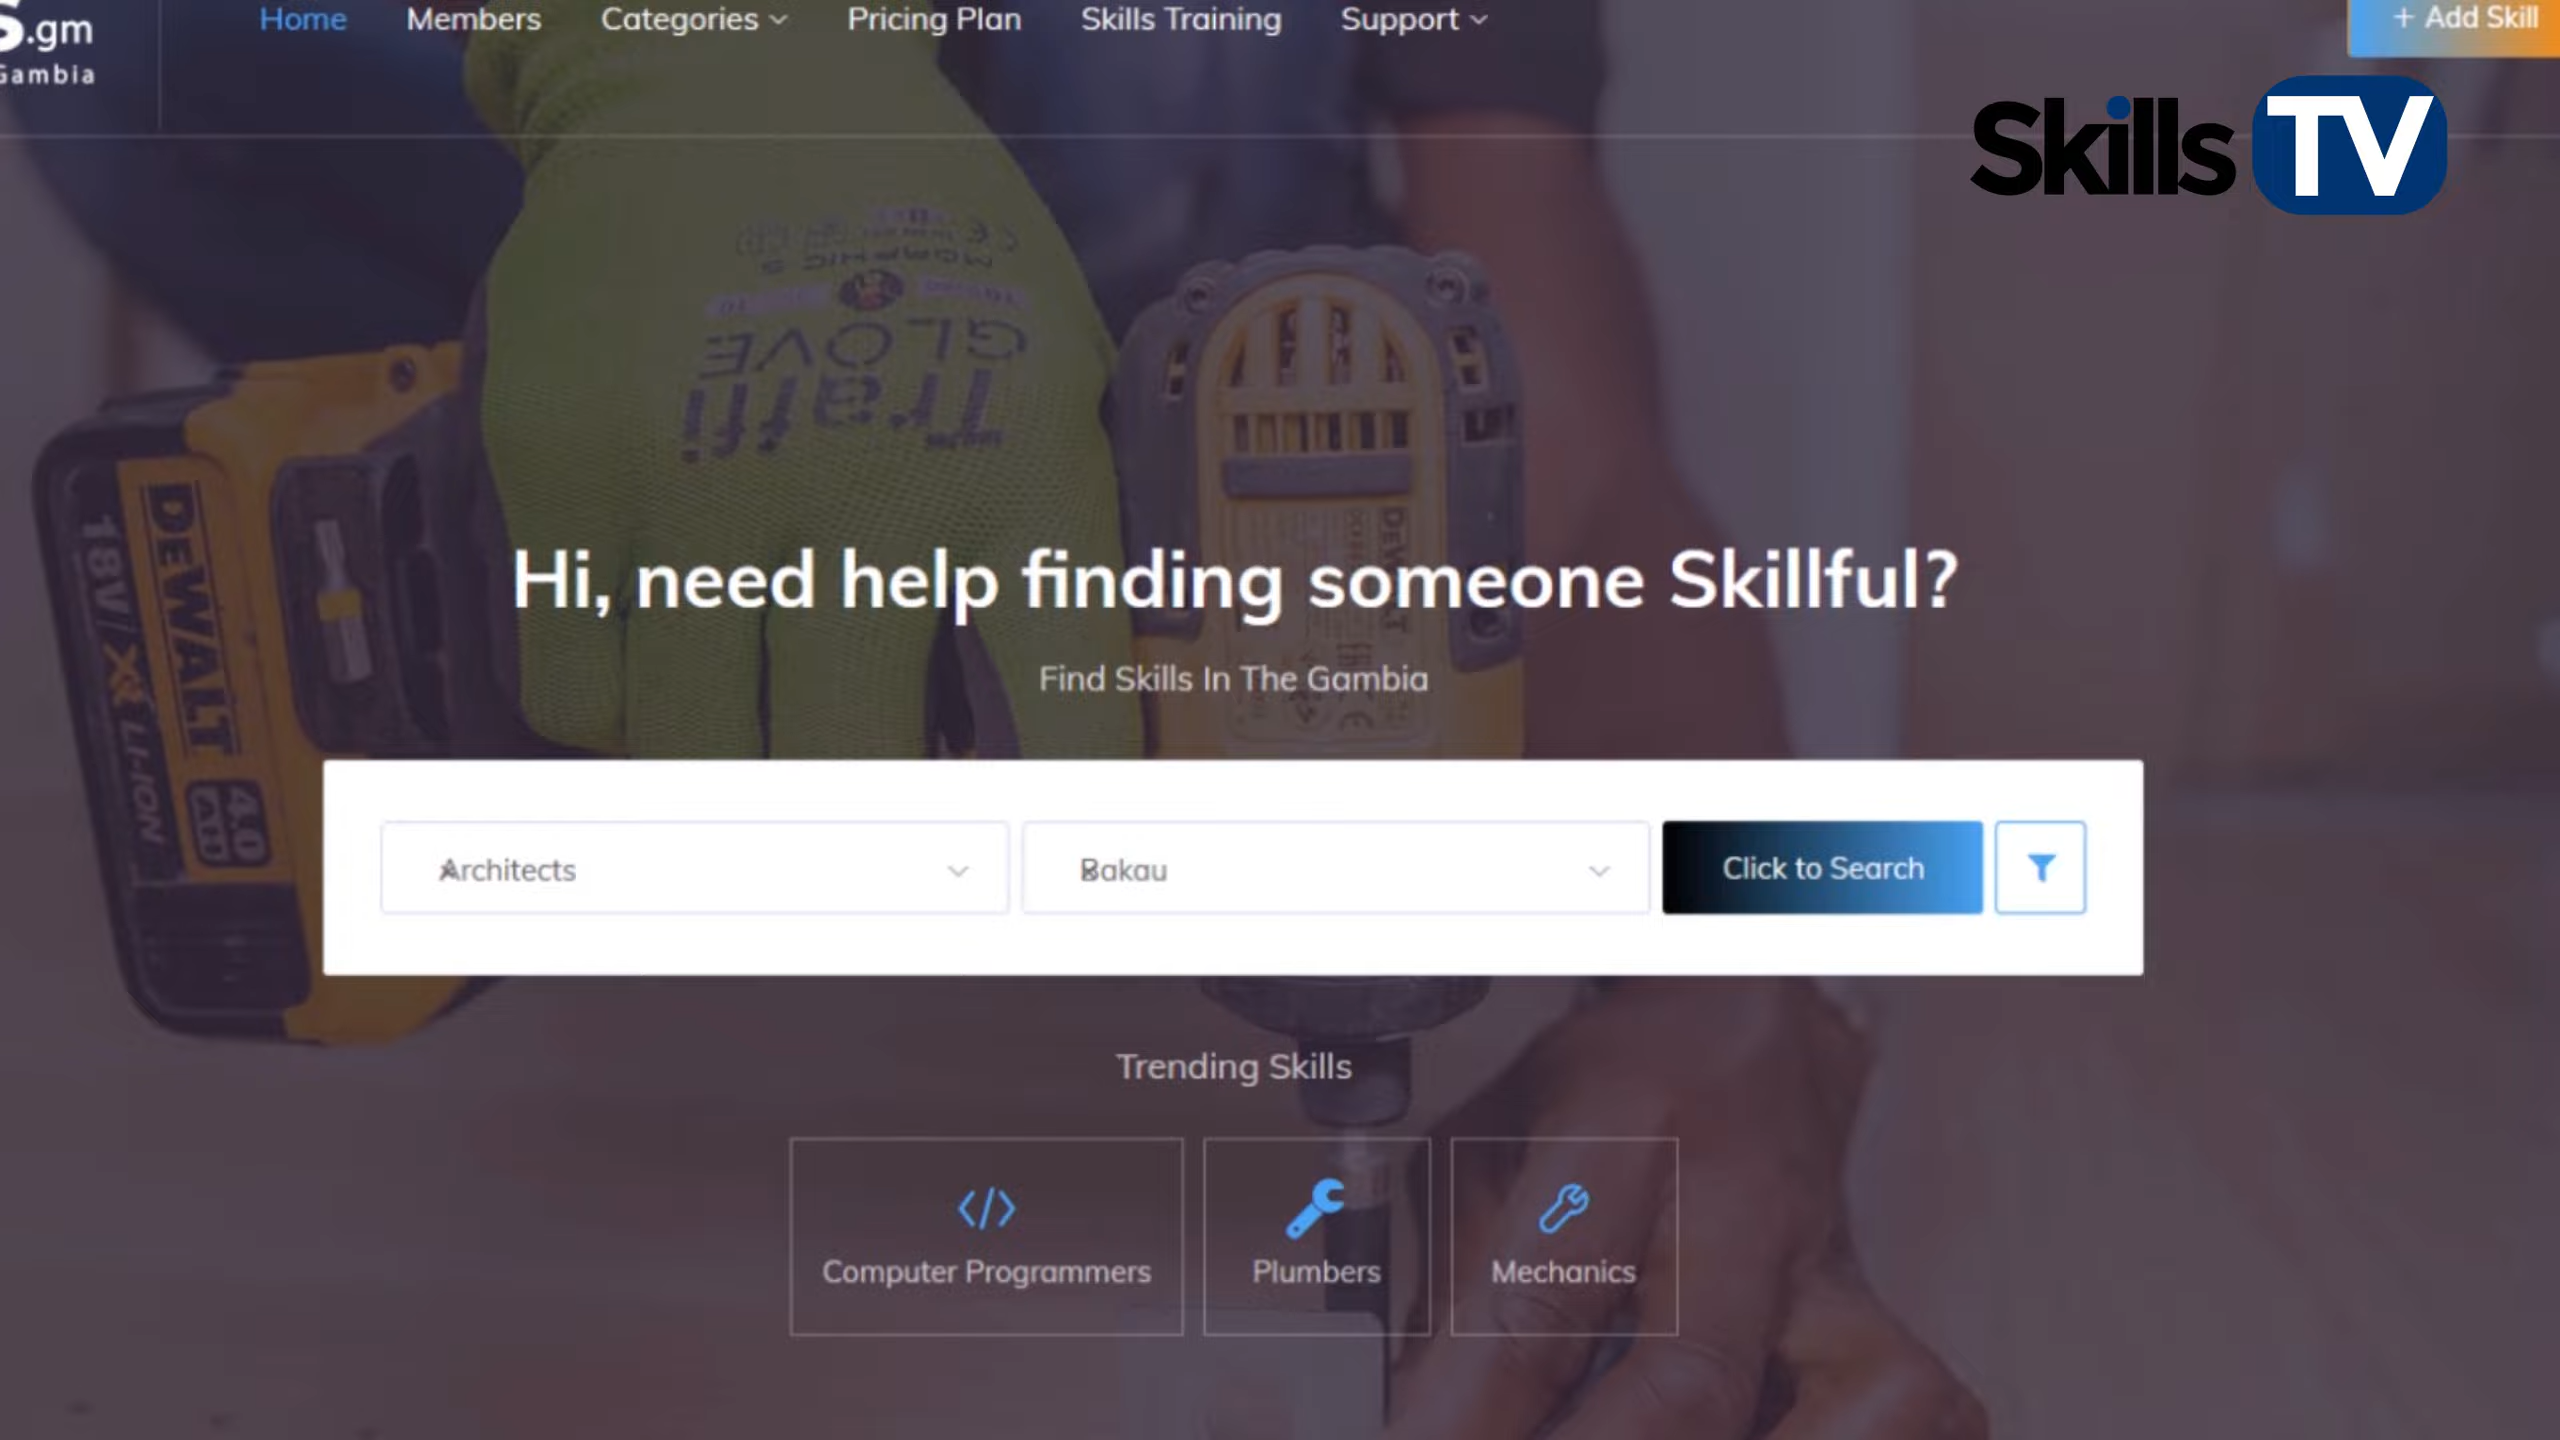 S.gm
Gambia
Home
Members
Categories
Pricing Plan
Skills Training
Support
+ Add Skill
Skills TV
GLOVE
Traffi
DEWALT
18V XR LI-ION
4.0
DEWALT
Hi, need help finding someone Skillful?
Find Skills In The Gambia
Architects
Bakau
Click to Search
Trending Skills
Computer Programmers
Plumbers
Mechanics